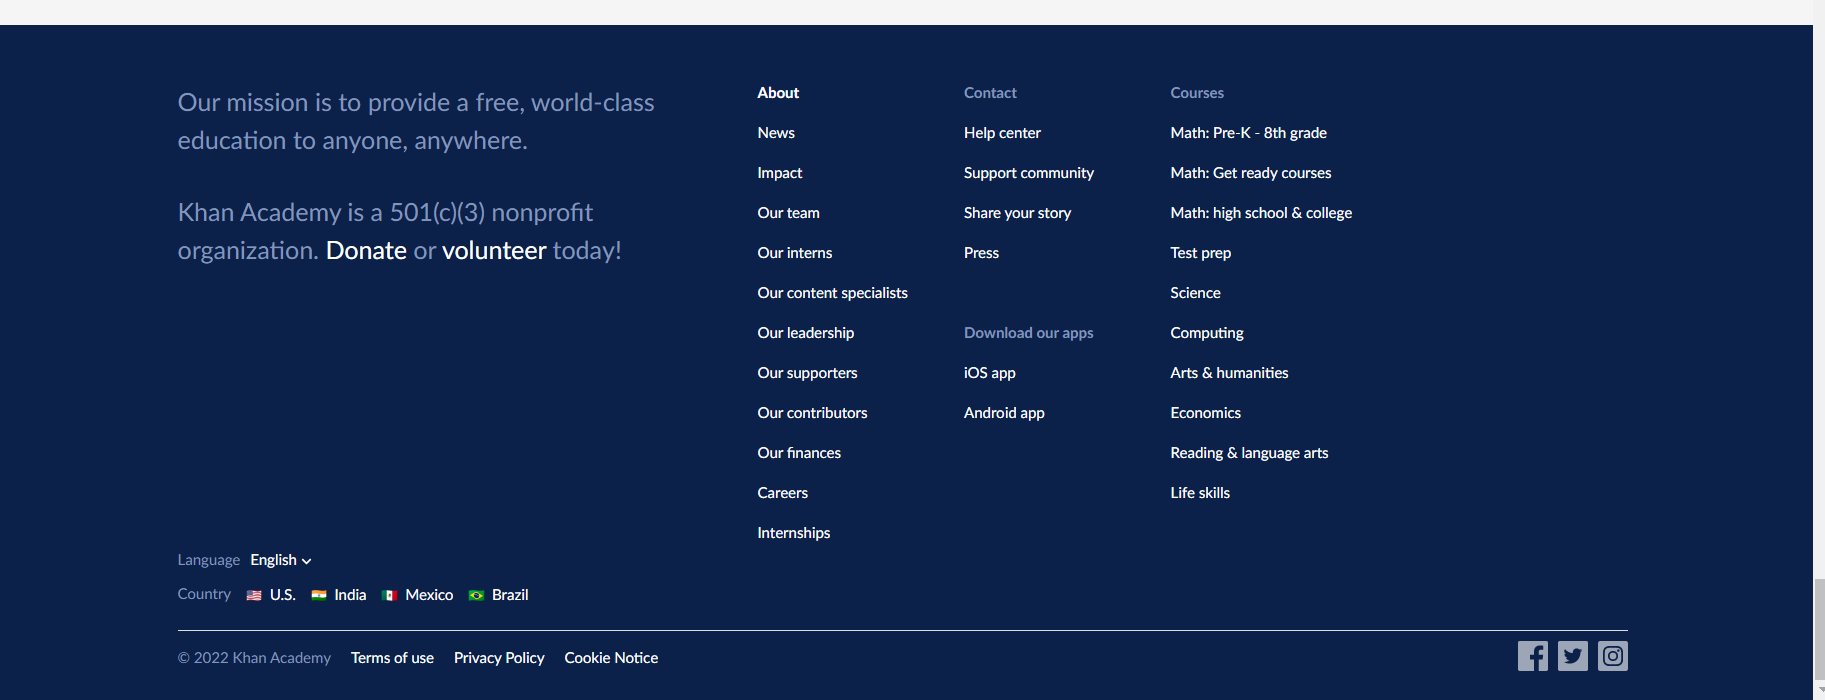 Our mission is to provide a free, world-class
education to anyone, anywhere.
Khan Academy is a 501(c)(3) nonprofit
organization. Donate or volunteer today!
About
News
Impact
Our team
Our interns
Our content specialists
Our leadership
Our supporters
Our contributors
Our finances
Careers
Internships
Contact
Help center
Support community
Share your story
Press
Download our apps
iOS app
Android app
Courses
Math: Pre-K - 8th grade
Math: Get ready courses
Math: high school & college
Test prep
Science
Computing
Arts & humanities
Economics
Reading & language arts
Life skills
Language English
Country U.S. India Mexico Brazil
© 2022 Khan Academy Terms of use Privacy Policy Cookie Notice